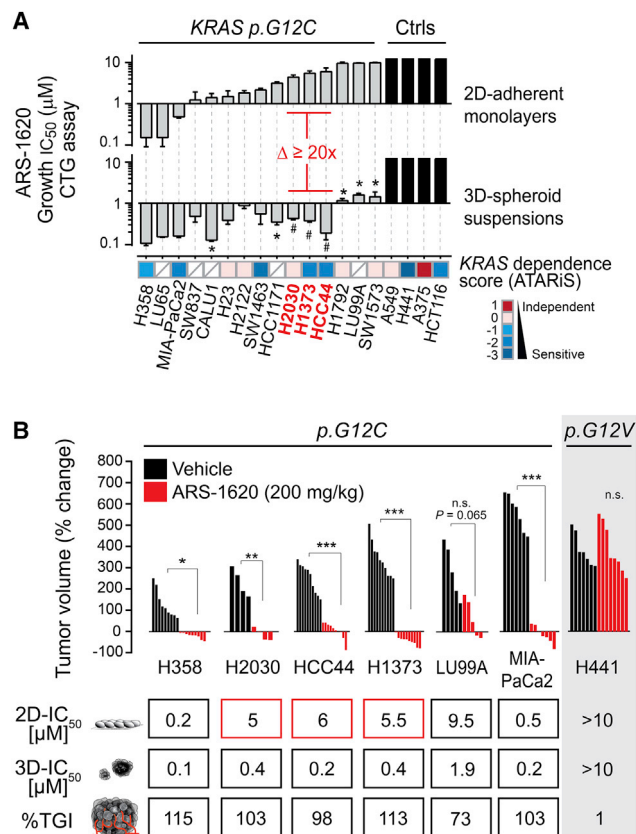 A
KRAS p.G12C
Ctrls
ARS-1620
Growth IC50 (µM)
CTG assay
10
1
0.1
2D-adherent
monolayers
Δ ≥ 20x
10
1
0.1
* * * * * # # #
3D-spheroid
suspensions
H358
LU65
MIA-PaCa2
SW837
CALU1
H23
H2122
SW1463
HCC1171
H2030
H1373
HCC44
H1792
LU99A
SW1573
A549
H441
A375
HCT116
KRAS dependence
score (ATARiS)
1 Independent
0
-1
-2
-3 Sensitive
B
p.G12C
p.G12V
Tumor volume (% change)
800
700
600
500
400
300
200
100
0
-100
Vehicle
ARS-1620 (200 mg/kg)
*
**
***
***
n.s.
P = 0.065
***
n.s.
H358 H2030 HCC44 H1373 LU99A MIA-PaCa2 H441
2D-IC50 [µM] 0.2 5 6 5.5 9.5 0.5 >10
3D-IC50 [µM] 0.1 0.4 0.2 0.4 1.9 0.2 >10
%TGI 115 103 98 113 73 103 1